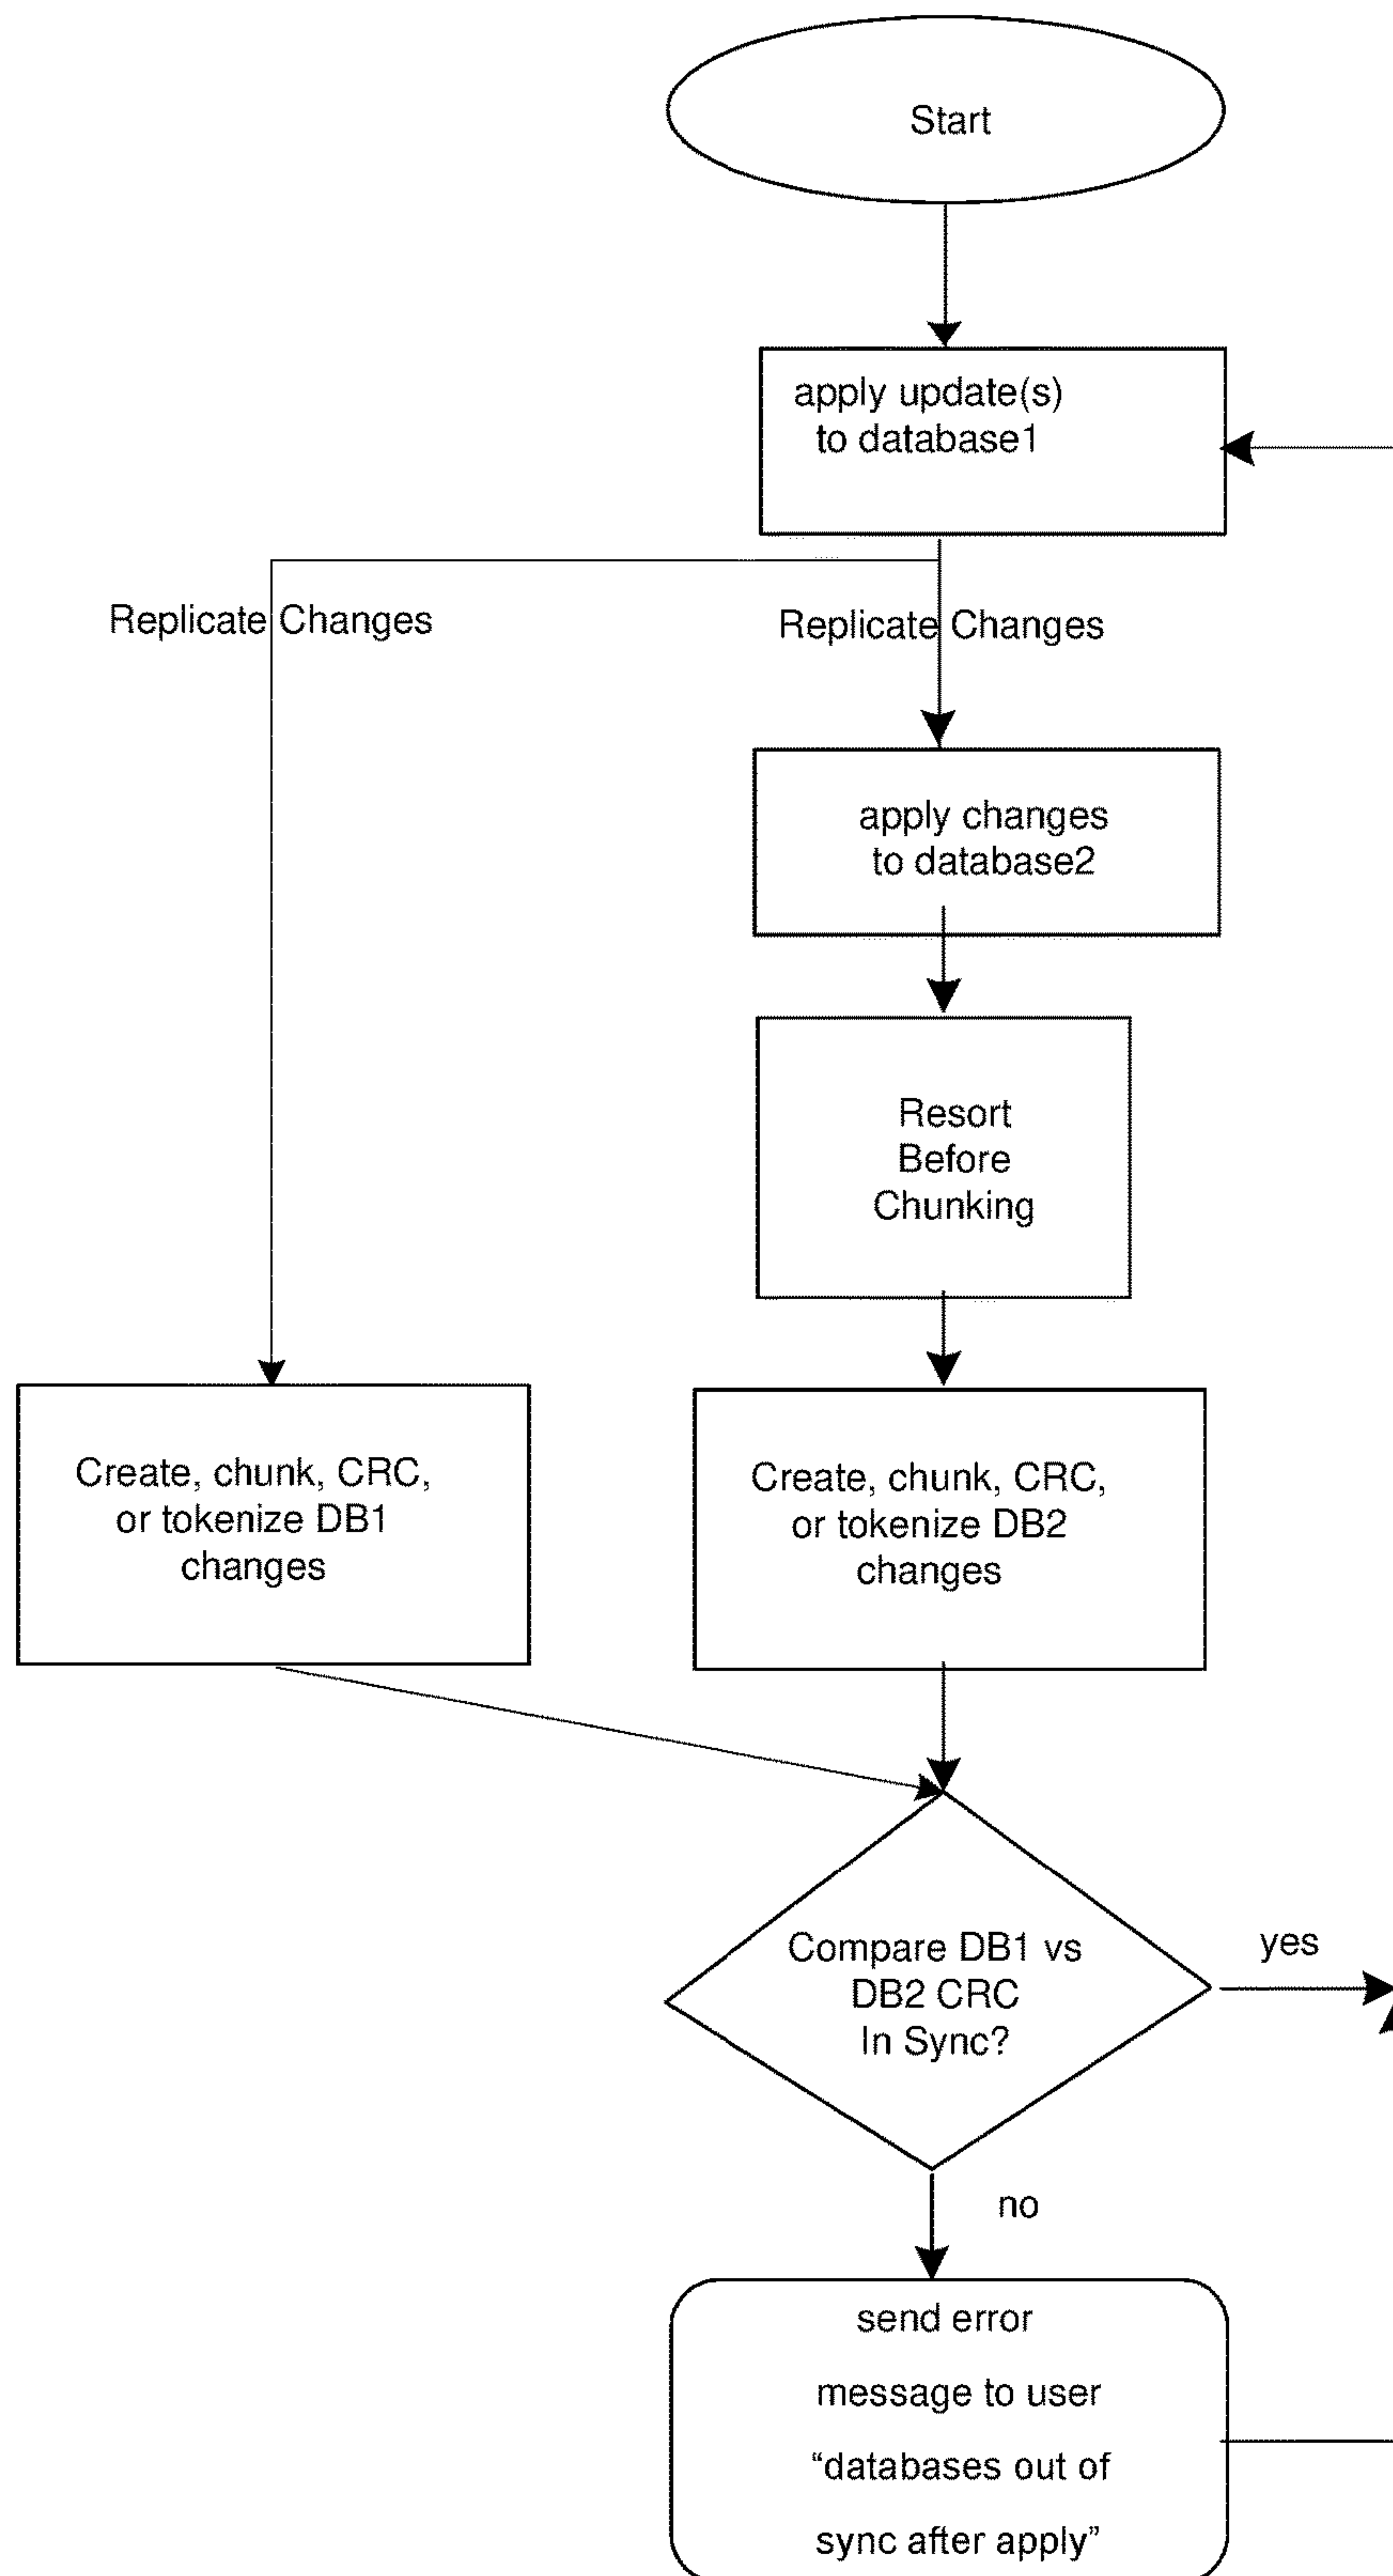 Start
apply update(s)
to database1
Replicate Changes
Replicate Changes
apply changes
to database2
Resort
Before
Chunking
Create, chunk, CRC,
or tokenize DB1
changes
Create, chunk, CRC,
or tokenize DB2
changes
Compare DB1 vs
DB2 CRC
In Sync?
yes
no
send error
message to user
“databases out of
sync after apply”